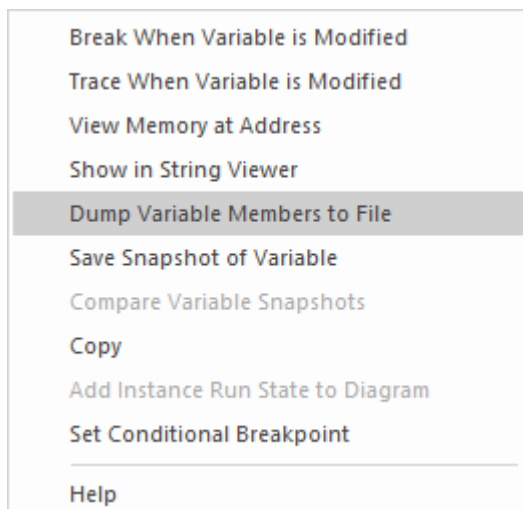 Break When Variable is Modified
Trace When Variable is Modified
View Memory at Address
Show in String Viewer
Dump Variable Members to File
Save Snapshot of Variable
Compare Variable Snapshots
Copy
Add Instance Run State to Diagram
Set Conditional Breakpoint
Help